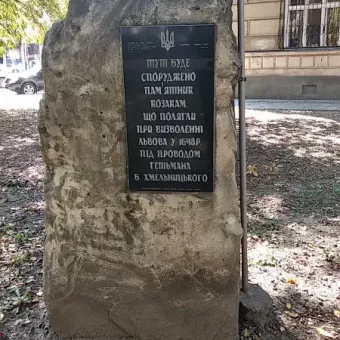 ТУТ БУДЕ
СПОРУДЖЕНО
ПАМ'ЯТНИК
КОЗАКАМ,
ЩО ПОЛЯГЛИ
ПРИ ВИЗВОЛЕННІ
ЛЬВОВА У 1648 Р.
ПІД ПРОВОДОМ
ГЕТЬМАНА
Б ХМЕЛЬНИЦЬКОГО